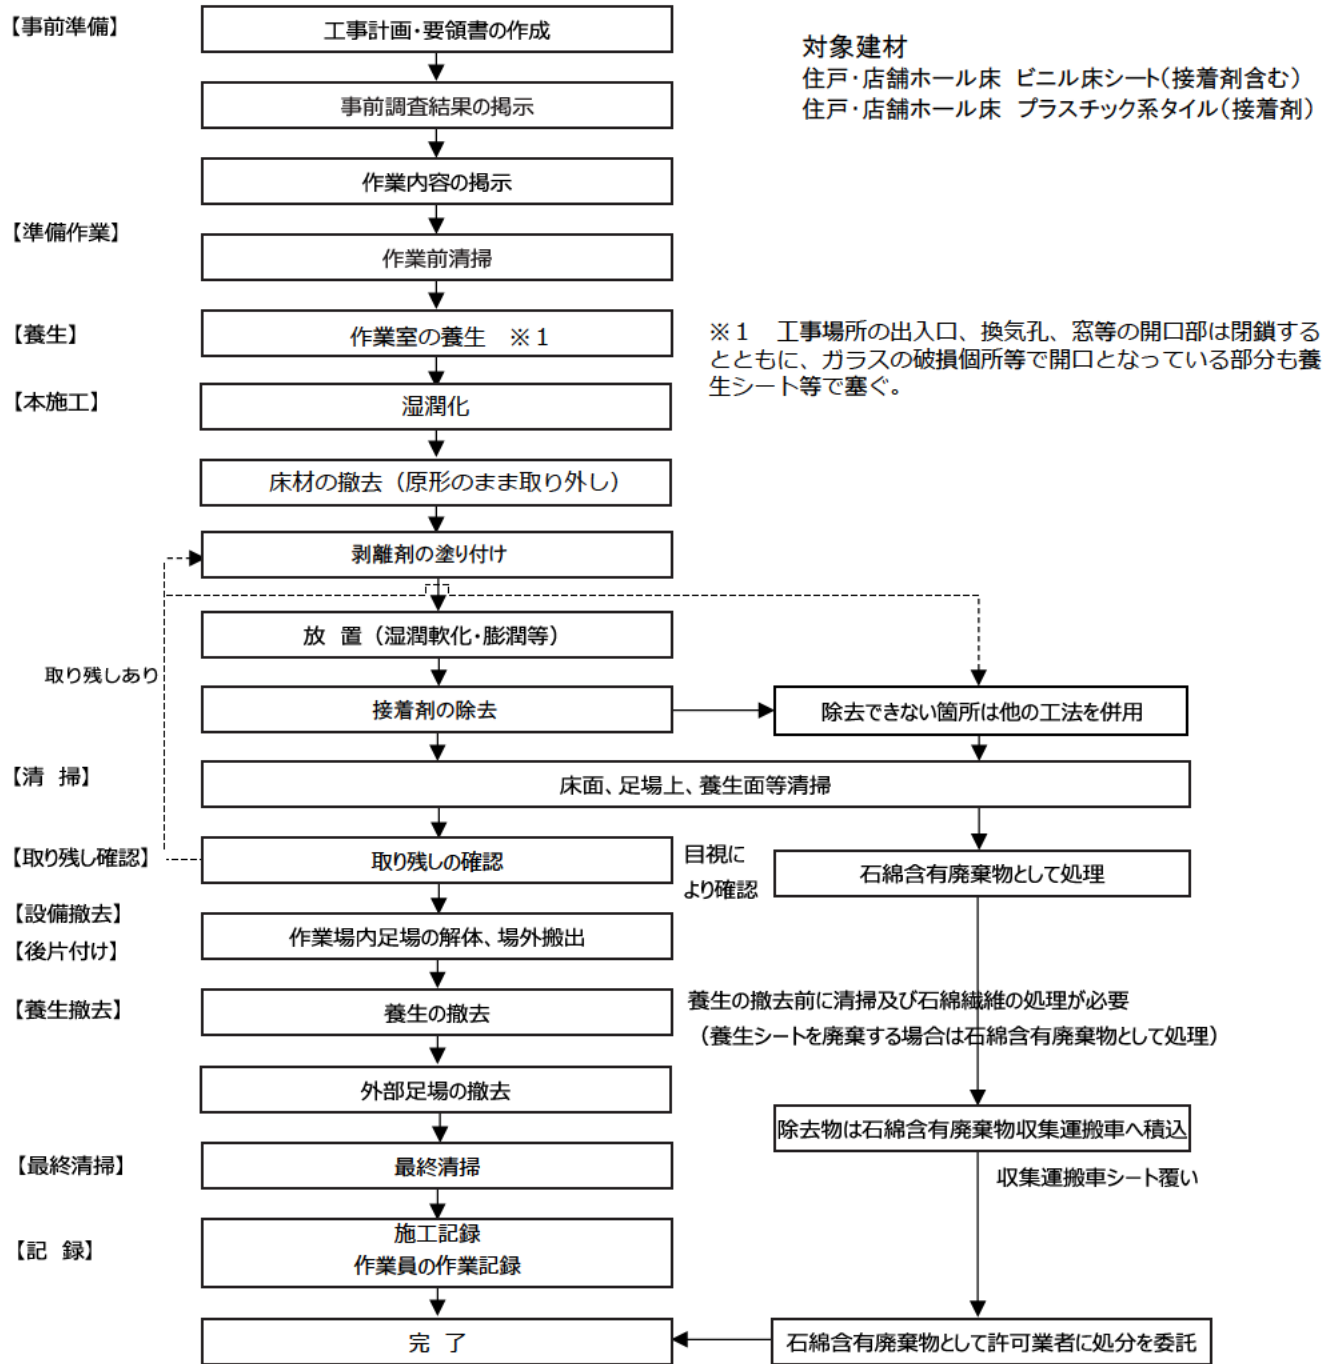 【事前準備】
工事計画・要領書の作成
対象建材
住戸・店舗ホール床　ビニル床シート（接着剤含む）
住戸・店舗ホール床　プラスチック系タイル（接着剤）
事前調査結果の掲示
作業内容の掲示
【準備作業】
作業前清掃
【養生】
作業室の養生　※１
※１　工事場所の出入口、換気孔、窓等の開口部は閉鎖する
とともに、ガラスの破損個所等で開口となっている部分も養
生シート等で塞ぐ。
【本施工】
湿潤化
床材の撤去（原形のまま取り外し）
剥離剤の塗り付け
放　置（湿潤軟化・膨潤等）
取り残しあり
接着剤の除去
除去できない箇所は他の工法を併用
【清　掃】
床面、足場上、養生面等清掃
【取り残し確認】
取り残しの確認
目視に
より確認
石綿含有廃棄物として処理
【設備撤去】
【後片付け】
作業場内足場の解体、場外搬出
【養生撤去】
養生の撤去
養生の撤去前に清掃及び石綿繊維の処理が必要
（養生シートを廃棄する場合は石綿含有廃棄物として処理）
外部足場の撤去
除去物は石綿含有廃棄物収集運搬車へ積込
【最終清掃】
最終清掃
収集運搬車シート覆い
【記　録】
施工記録
作業員の作業記録
完　了
石綿含有廃棄物として許可業者に処分を委託